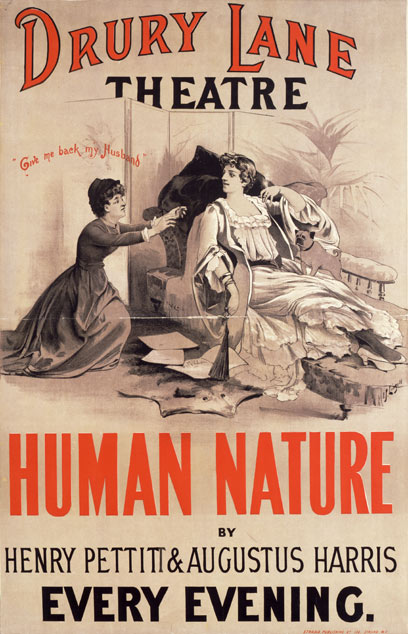 DRURY LANE
THEATRE
"Give me back my Husband"
HUMAN NATURE
BY
HENRY PETTITT & AUGUSTUS HARRIS
EVERY EVENING.